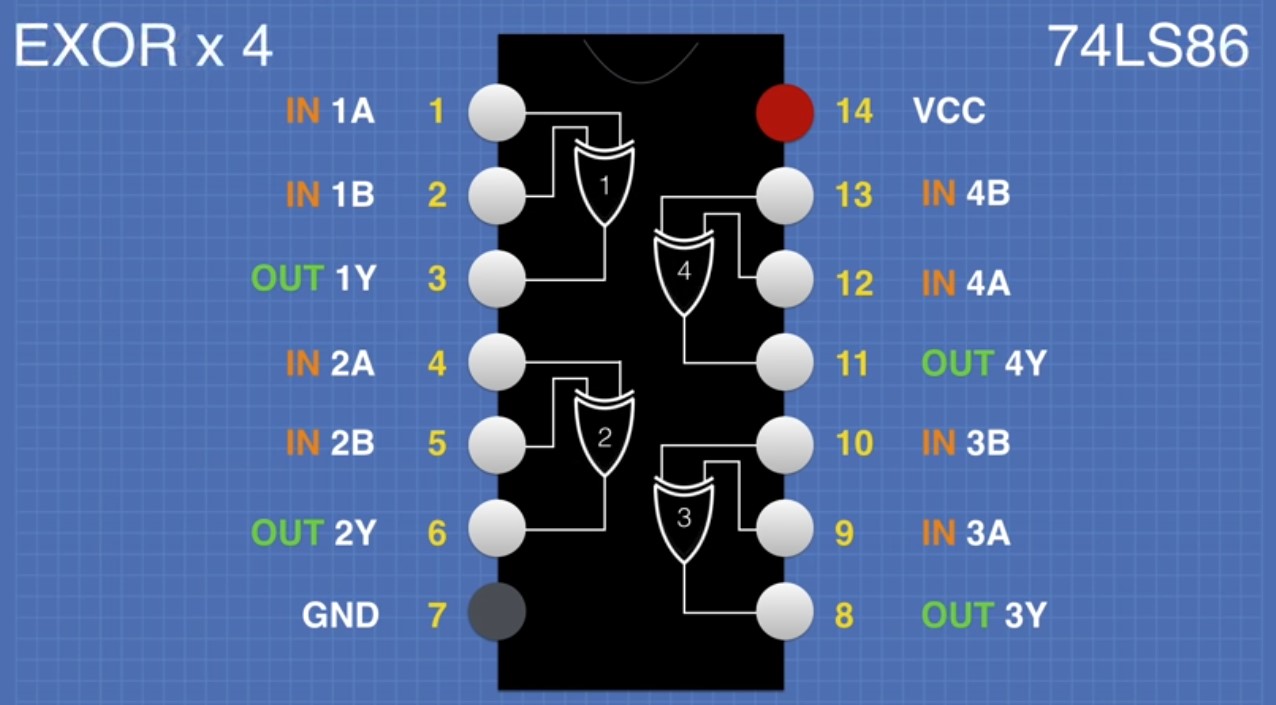 EXOR x 4
74LS86
IN 1A 1
14 VCC
IN 1B 2
13 IN 4B
OUT 1Y 3
12 IN 4A
IN 2A 4
11 OUT 4Y
IN 2B 5
10 IN 3B
OUT 2Y 6
9 IN 3A
GND 7
8 OUT 3Y
1
4
2
3